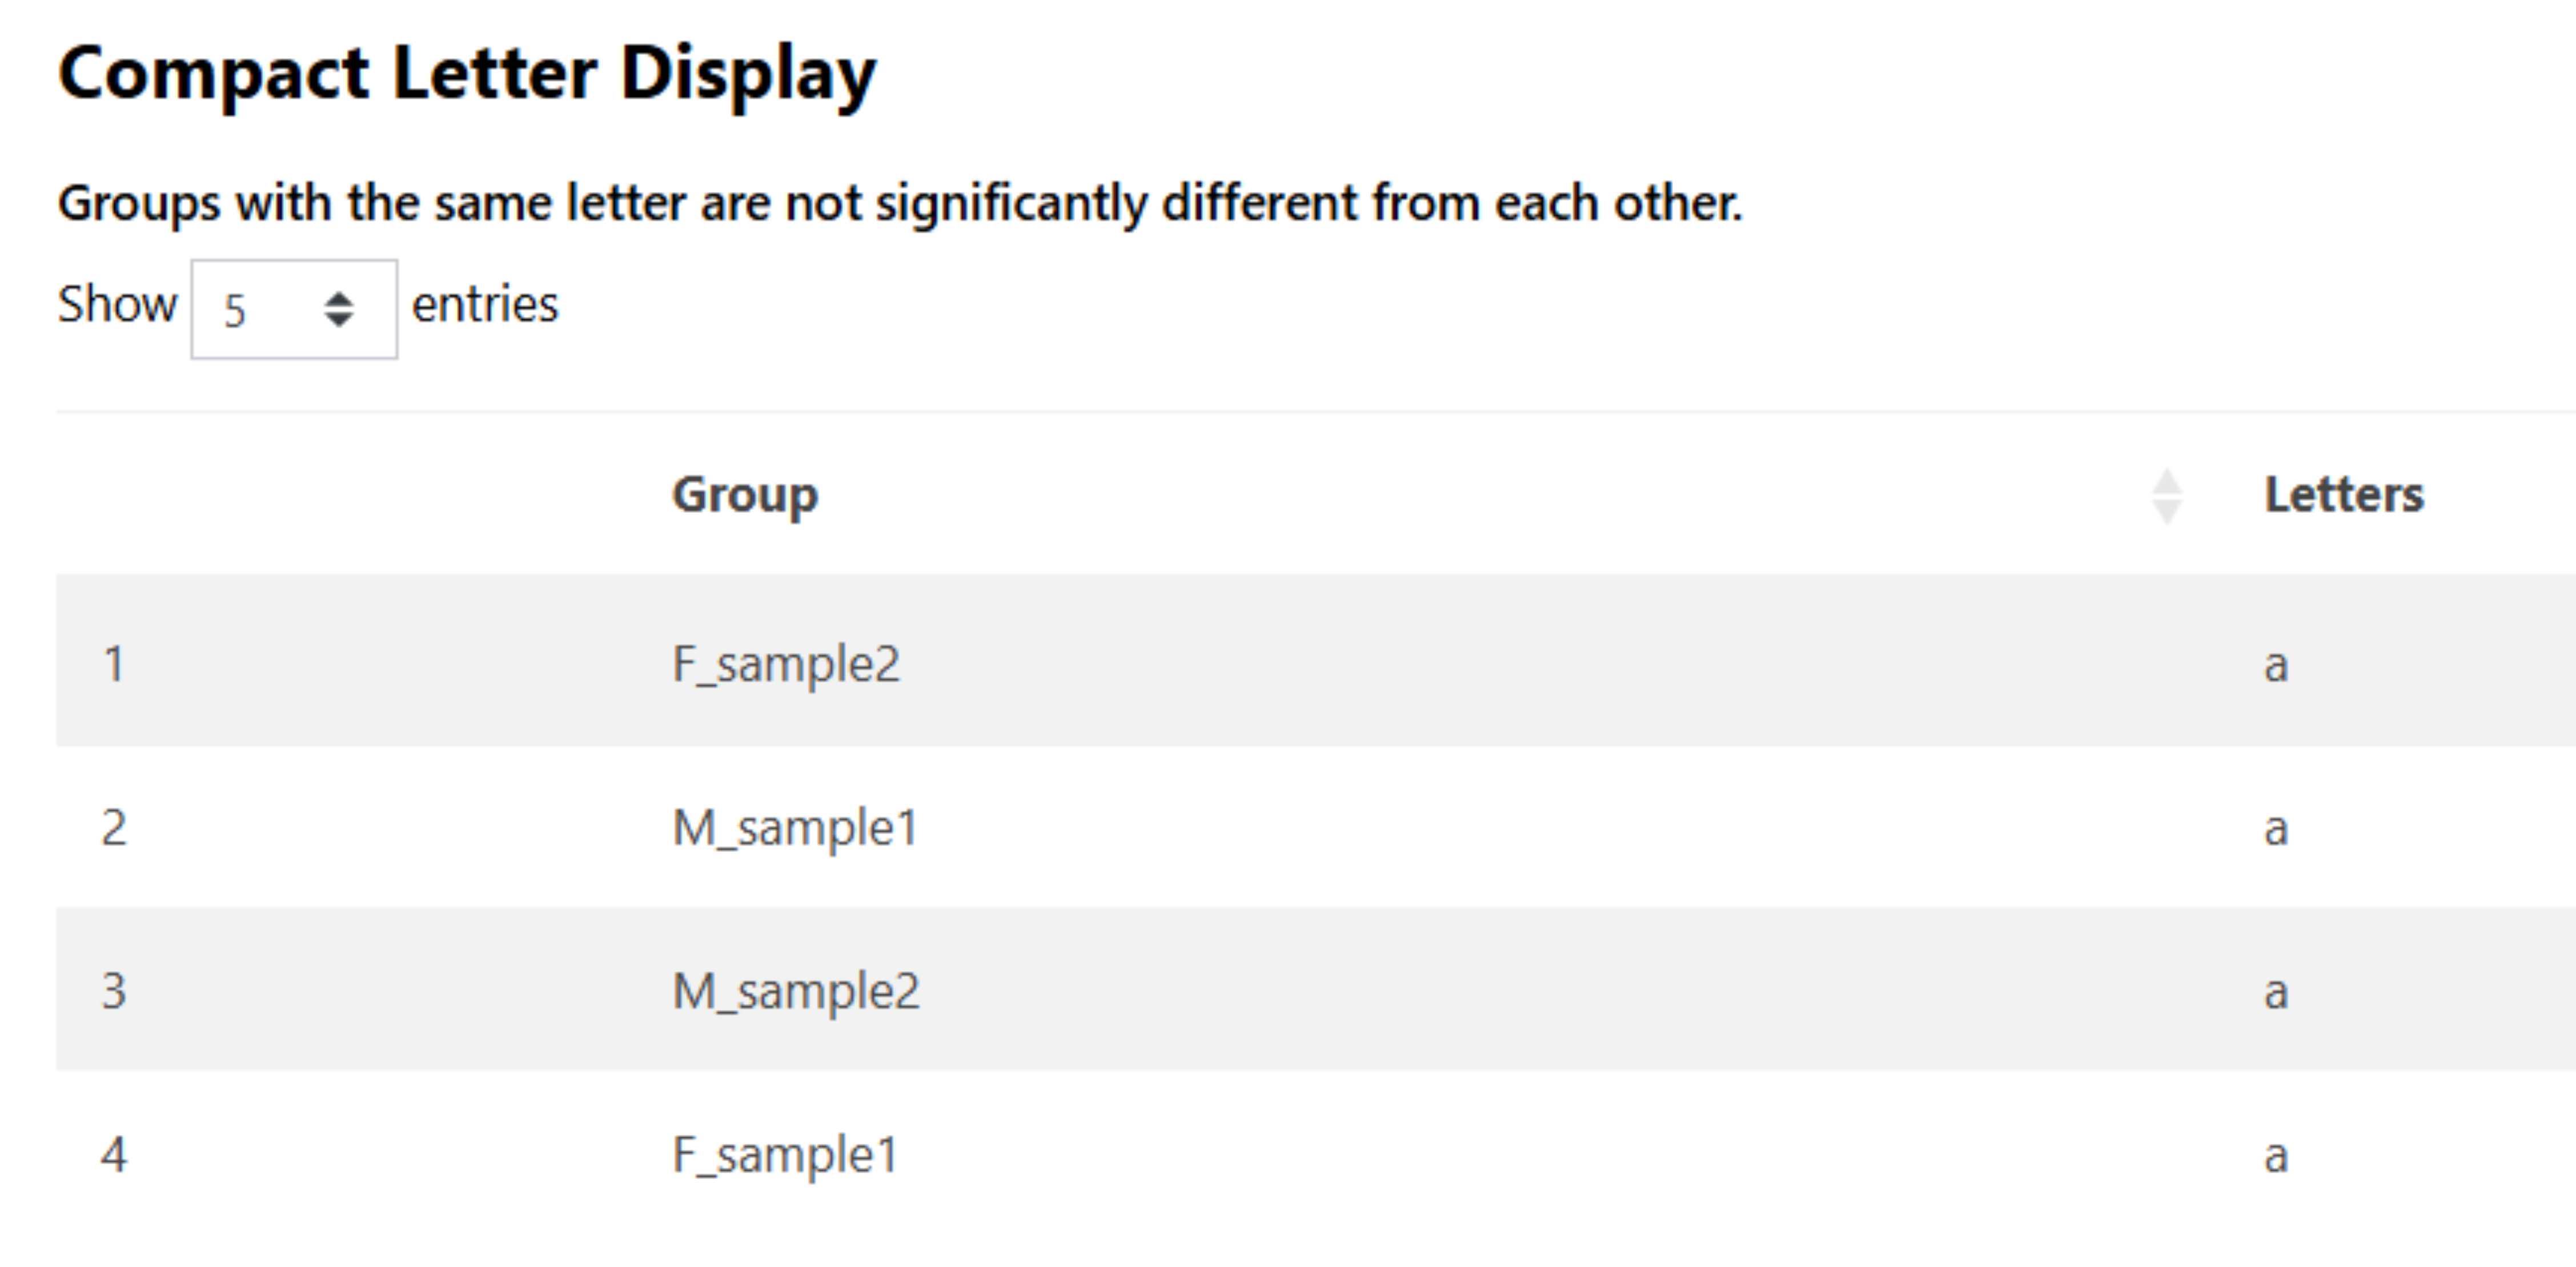 Compact Letter Display
Groups with the same letter are not significantly different from each other.
Show 5 entries
Group Letters
1 F_sample2 a
2 M_sample1 a
3 M_sample2 a
4 F_sample1 a